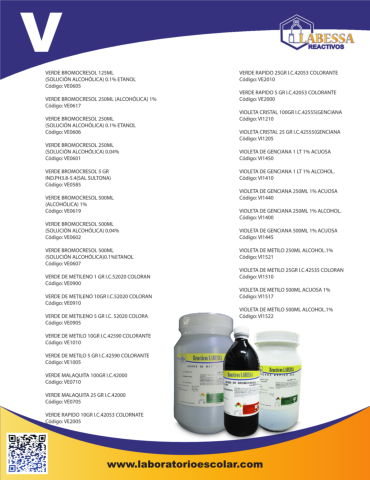 V
LABESSA
REACTIVOS
VERDE BROMOCRESOL 125ML
(SOLUCIÓN ALCOHÓLICA) 0.1% ETANOL
Código: VE0605
VERDE BROMOCRESOL 250ML (ALCOHÓLICA) 1%
Código: VE0617
VERDE BROMOCRESOL 250ML
(SOLUCIÓN ALCOHÓLICA) 0.1% ETANOL
Código: VE0606
VERDE BROMOCRESOL 250ML
(SOLUCIÓN ALCOHÓLICA) 0.04%
Código: VE0601
VERDE BROMOCRESOL 5 GR
IND.PH3.8-5.4(SAL SULTONA)
Código: VE0585
VERDE BROMOCRESOL 500ML
(ALCOHÓLICA) 1%
Código: VE0619
VERDE BROMOCRESOL 500ML
(SOLUCIÓN ALCOHÓLICA) 0.04%
Código: VE0602
VERDE BROMOCRESOL 500ML
(SOLUCIÓN ALCOHÓLICA)0.1%ETANOL
Código: VE0607
VERDE DE METILENO 1 GR I.C.52020 COLORAN
Código: VE0900
VERDE DE METILENO 10GR I.C.52020 COLORAN
Código: VE0910
VERDE DE METILENO 5 GR I.C. 52020 COLORA
Código: VE0905
VERDE DE METILO 10GR I.C.42590 COLORANTE
Código: VE1010
VERDE DE METILO 5 GR I.C.42590 COLORANTE
Código: VE1005
VERDE MALAQUITA 100GR I.C.42000
Código: VE0710
VERDE MALAQUITA 25 GR I.C.42000
Código: VE0705
VERDE RAPIDO 10GR I.C.42053 COLORNATE
Código: VE2005
VERDE RAPIDO 25GR I.C.42053 COLORANTE
Código: VE2010
VERDE RAPIDO 5 GR I.C.42053 COLORANTE
Código: VE2000
VIOLETA CRISTAL 100GR I.C.42555(GENCIANA
Código: VI1210
VIOLETA CRISTAL 25 GR I.C.42555(GENCIANA
Código: VI1205
VIOLETA DE GENCIANA 1 LT 1% ACUOSA
Código: VI1450
VIOLETA DE GENCIANA 1 LT 1% ALCOHOL.
Código: VI1410
VIOLETA DE GENCIANA 250ML 1% ACUOSA
Código: VI1440
VIOLETA DE GENCIANA 250ML 1% ALCOHOL.
Código: VI1400
VIOLETA DE GENCIANA 500ML 1% ACUOSA
Código: VI1445
VIOLETA DE METILO 250ML ALCOHOL.1%
Código: VI1521
VIOLETA DE METILO 25GR I.C.42535 COLORAN
Código: VI1510
VIOLETA DE METILO 500ML ACUOSA 1%
Código: VI1517
VIOLETA DE METILO 500ML ALCOHOL.1%
Código: VI1522
www.laboratorioescolar.com